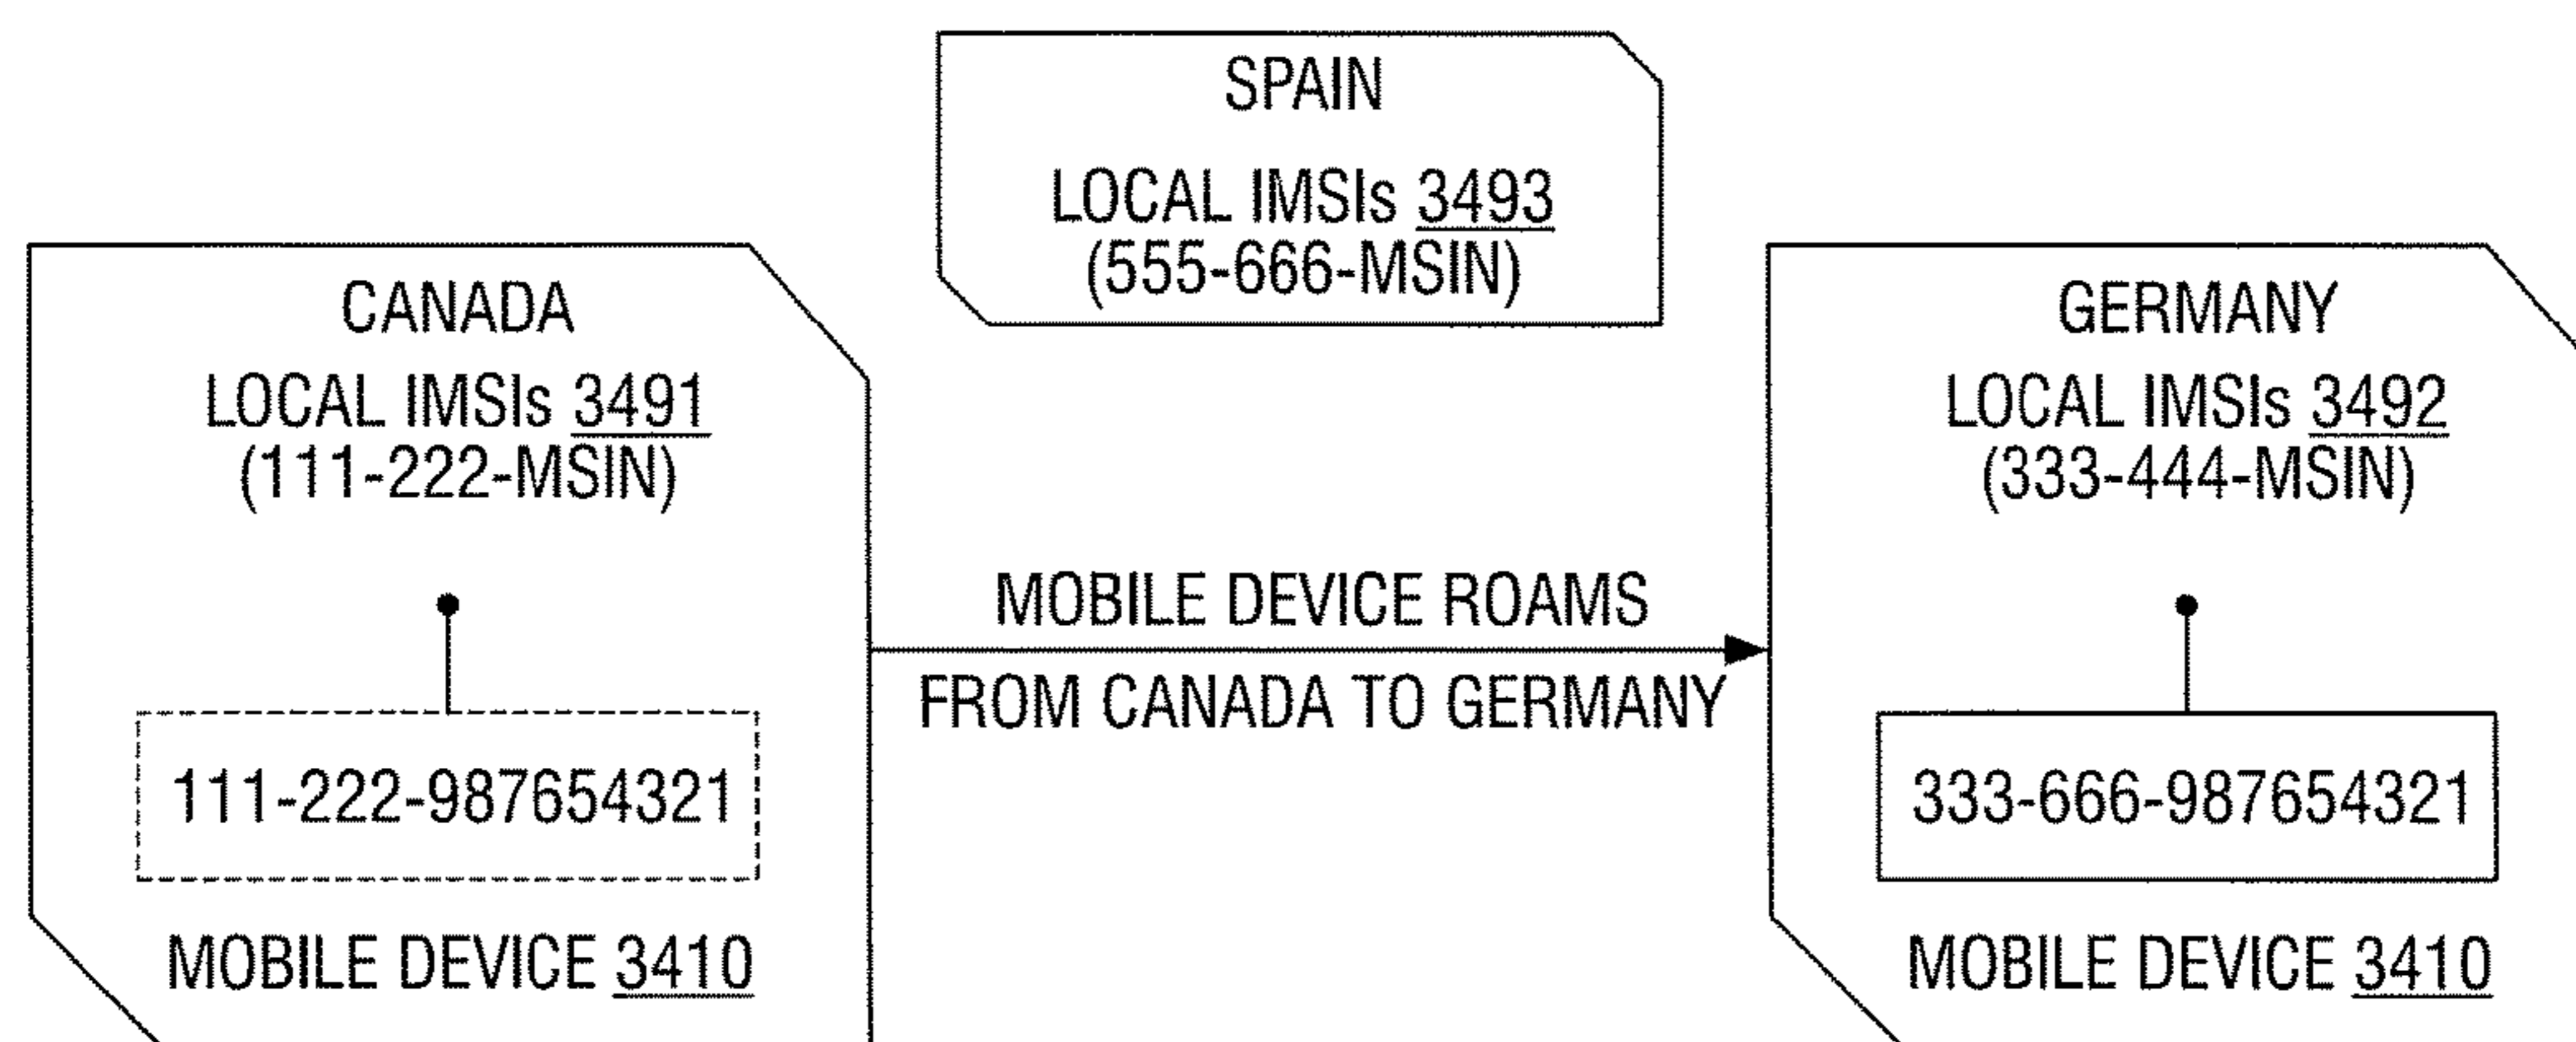 SPAIN
LOCAL IMSIs 3493
(555-666-MSIN)
CANADA
LOCAL IMSIs 3491
(111-222-MSIN)
111-222-987654321
MOBILE DEVICE 3410
MOBILE DEVICE ROAMS
FROM CANADA TO GERMANY
GERMANY
LOCAL IMSIs 3492
(333-444-MSIN)
333-666-987654321
MOBILE DEVICE 3410